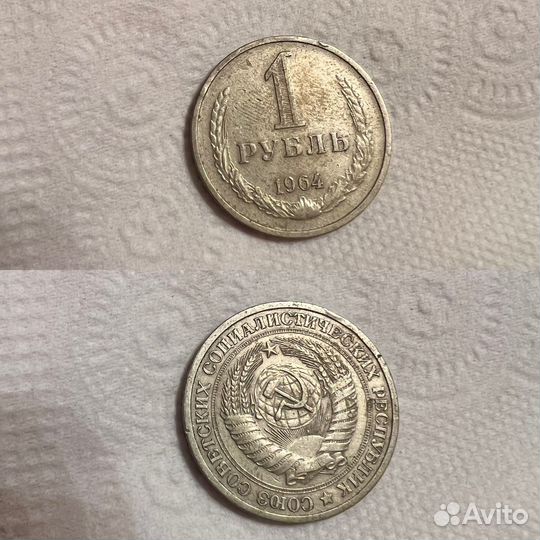 1
РУБЛЬ
1964
СОЮЗ СОВЕТСКИХ СОЦИАЛИСТИЧЕСКИХ РЕСПУБЛИК
Avito